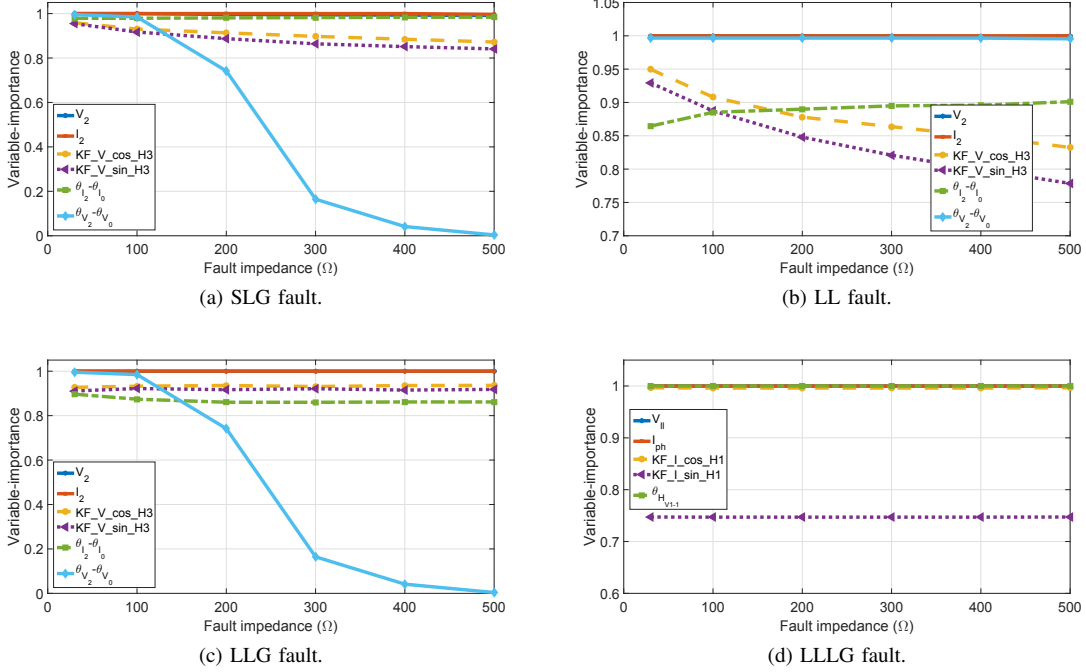 1
0.8
0.6
0.4
0.2
0
Variable-importance
V2
I2
KF_V_cos_H3
KF_V_sin_H3
θI2-θI0
θV2-θV0
0 100 200 300 400 500
Fault impedance (Ω)
(a) SLG fault.
1.05
1
0.95
0.9
0.85
0.8
0.75
0.7
Variable-importance
V2
I2
KF_V_cos_H3
KF_V_sin_H3
θI2-θI0
θV2-θV0
0 100 200 300 400 500
Fault impedance (Ω)
(b) LL fault.
1
0.8
0.6
0.4
0.2
0
Variable-importance
V2
I2
KF_V_cos_H3
KF_V_sin_H3
θI2-θI0
θV2-θV0
0 100 200 300 400 500
Fault impedance (Ω)
(c) LLG fault.
1
0.9
0.8
0.7
0.6
Variable-importance
Vll
Iph
KF_I_cos_H1
KF_I_sin_H1
θHV1-1
0 100 200 300 400 500
Fault impedance (Ω)
(d) LLLG fault.